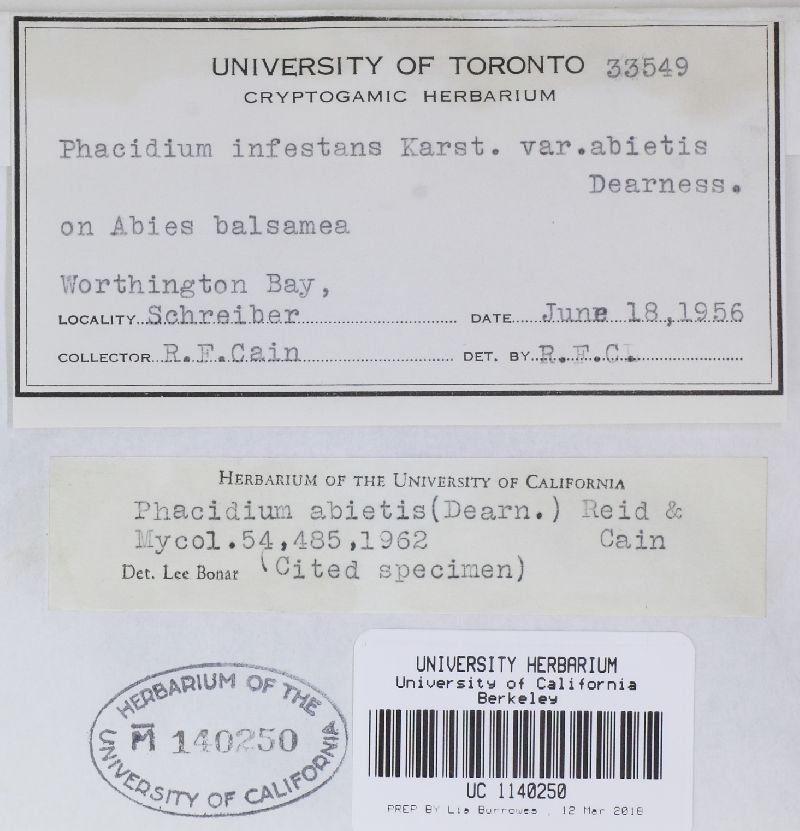 UNIVERSITY OF TORONTO 33549
CRYPTOGAMIC HERBARIUM
Phacidium infestans Karst. var.abietis
Dearness.
on Abies balsamea
Worthington Bay,
LOCALITY Schreiber DATE June 18,1956
COLLECTOR R.F.Cain DET. BY R.F.C.
HERBARIUM OF THE UNIVERSITY OF CALIFORNIA
Phacidium abietis(Dearn.) Reid &
Mycol.54,485,1962 Cain
Det. Lee Bonar (Cited specimen)
HERBARIUM OF THE
M 140250
UNIVERSITY OF CALIFORNIA
UNIVERSITY HERBARIUM
University of California
Berkeley
UC 1140250
PREP BY Lia Burrowes , 12 Mar 2018